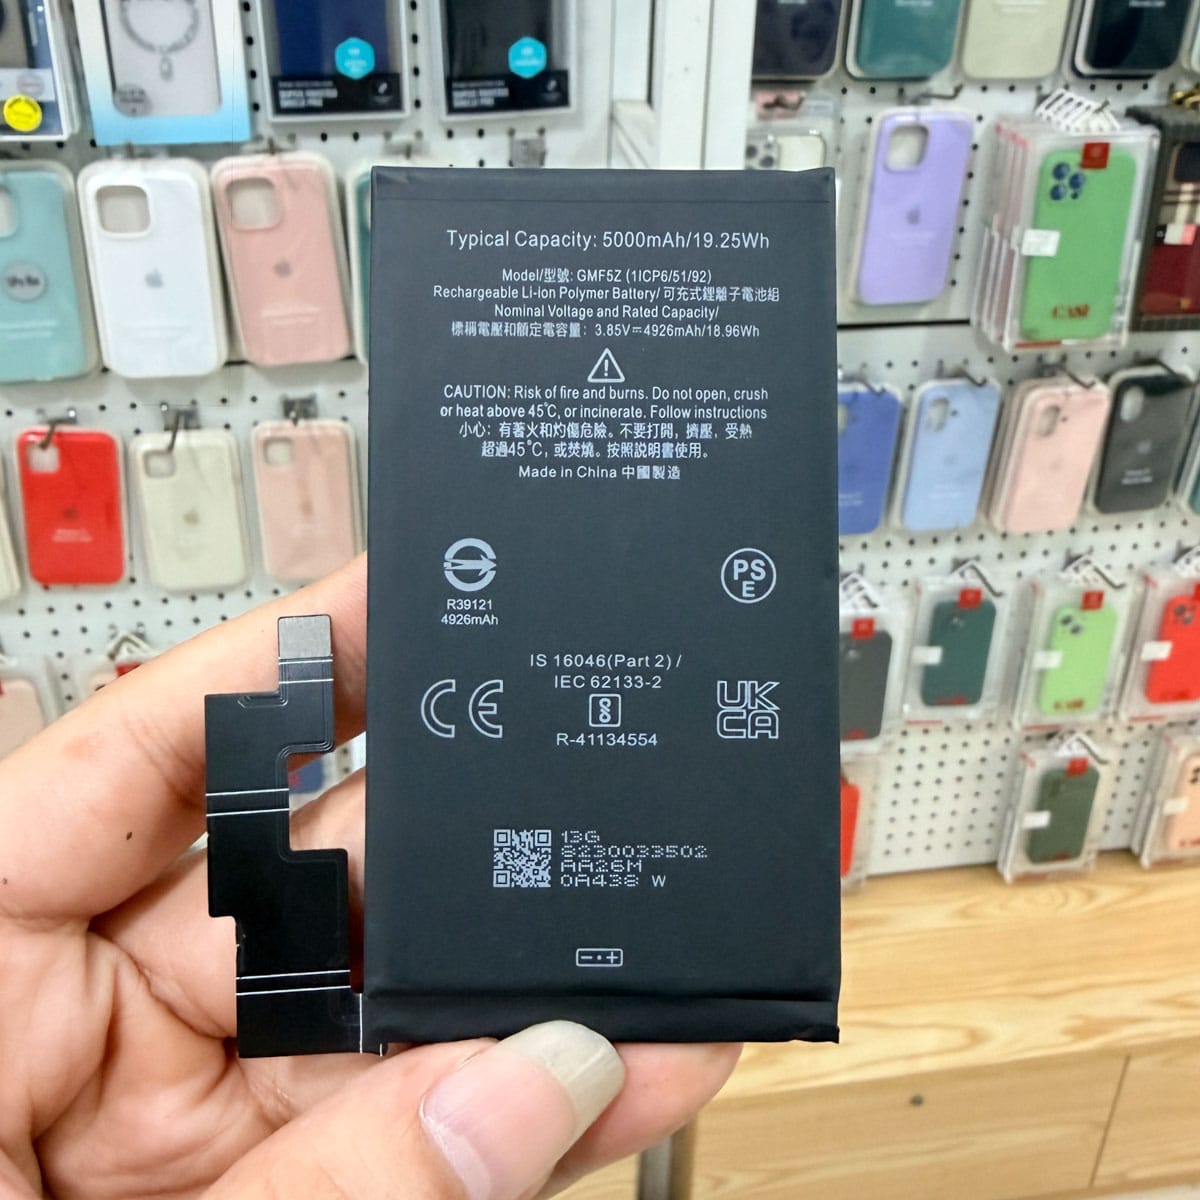 Typical Capacity: 5000mAh/19.25Wh
Model/型號: GMF5Z (1ICP6/51/92)
Rechargeable Li-ion Polymer Battery/ 可充式鋰離子電池組
Nominal Voltage and Rated Capacity/
標稱電壓和額定電容量: 3.85V⎓4926mAh/18.96Wh
CAUTION: Risk of fire and burns. Do not open, crush
or heat above 45℃, or incinerate. Follow instructions
小心: 有著火和灼傷危險。不要打開, 擠壓, 受熱
超過45℃, 或焚燒。按照説明書使用。
Made in China 中國製造
R39121
4926mAh
PS
E
IS 16046(Part 2) /
IEC 62133-2
R-41134554
CE
UK
CA
13G
8230033502
AA26M
0A438 W
- • +
CASE